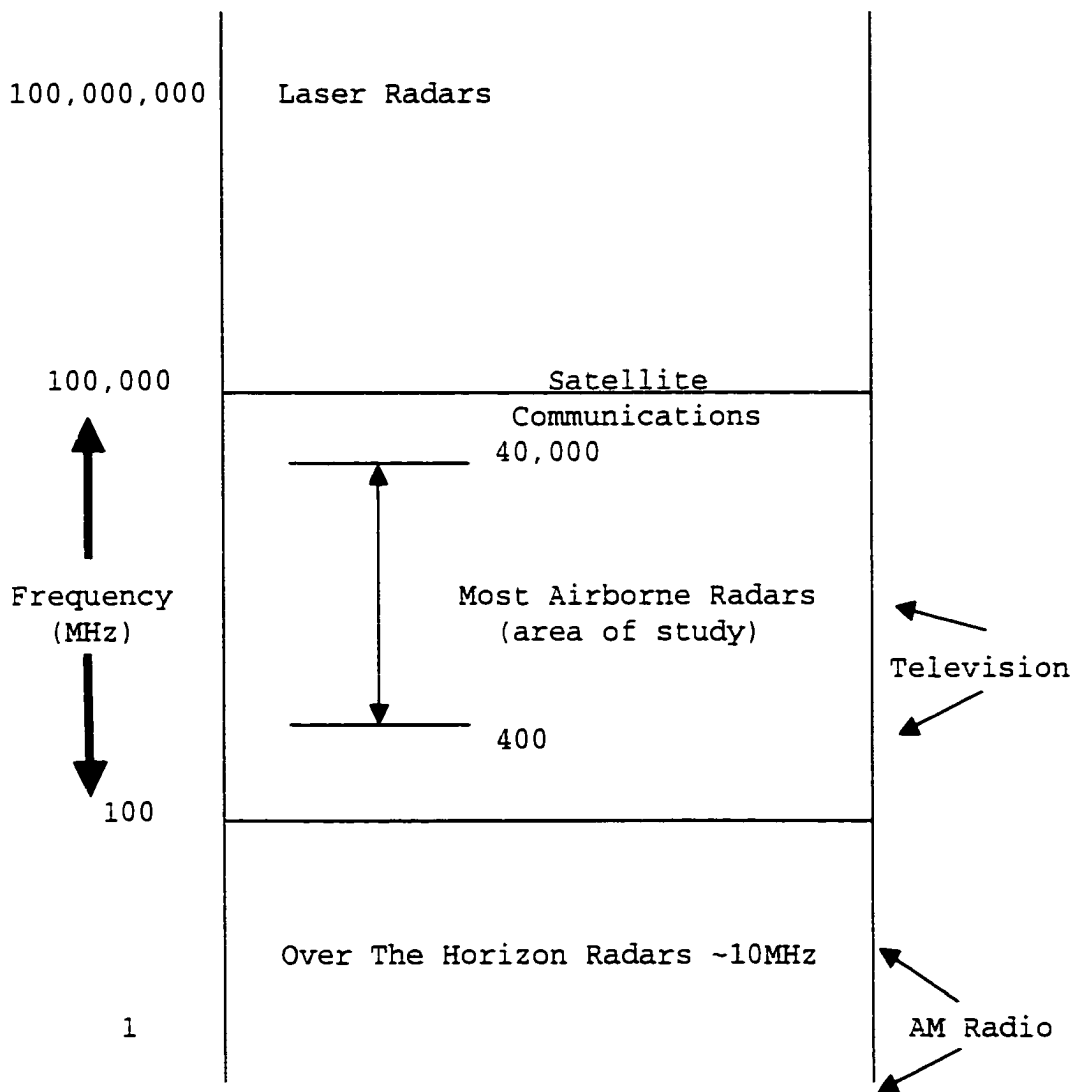 100,000,000
Laser Radars
100,000
Satellite
Communications
40,000
Frequency
(MHz)
Most Airborne Radars
(area of study)
Television
400
100
Over The Horizon Radars ~10MHz
1
AM Radio